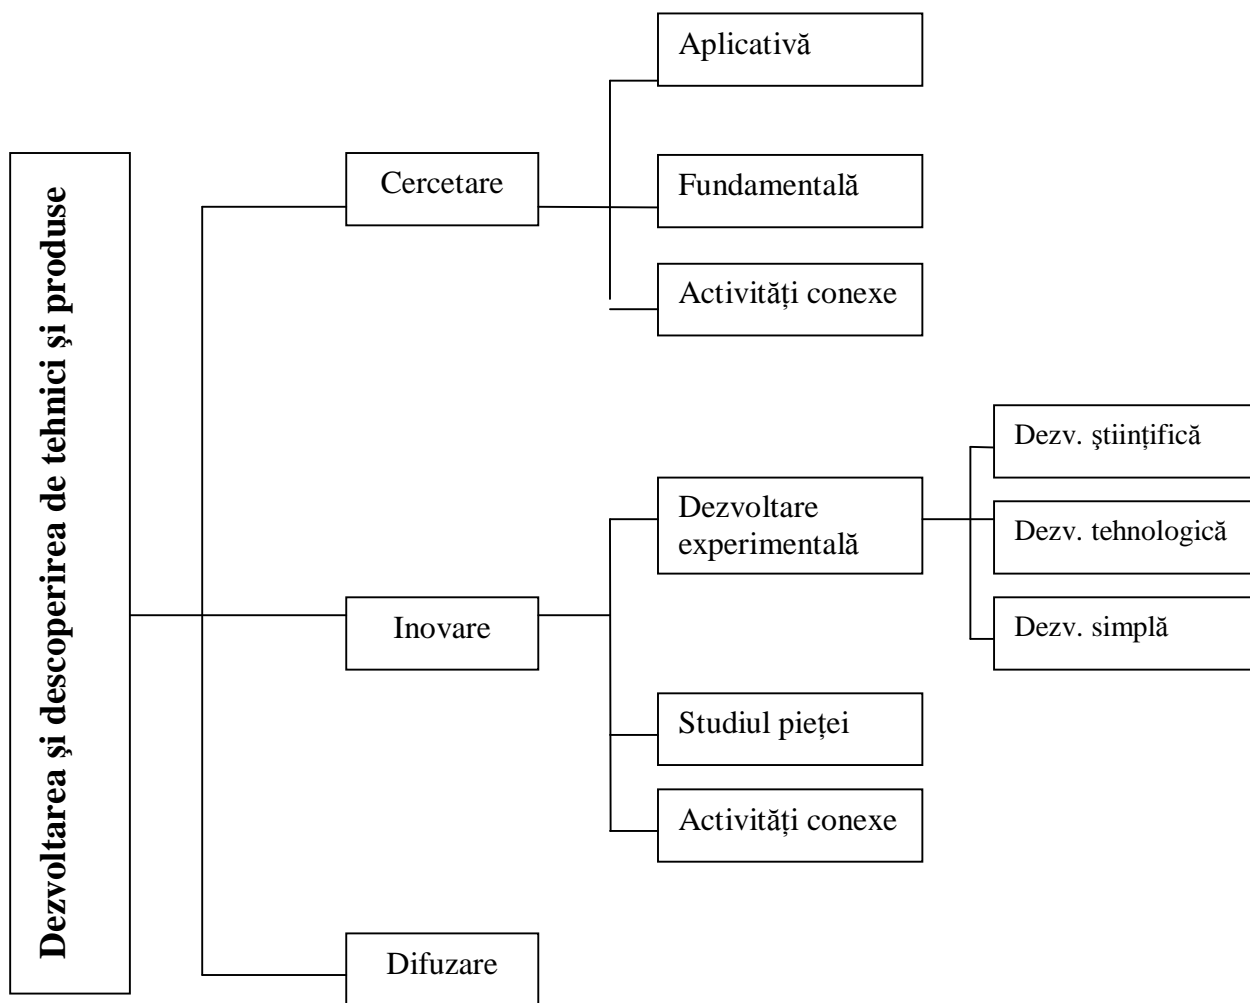 Dezvoltarea şi descoperirea de tehnici şi produse
Cercetare
Aplicativă
Fundamentală
Activități conexe
Inovare
Dezvoltare
experimentală
Dezv. ştiințifică
Dezv. tehnologică
Dezv. simplă
Studiul pieței
Activități conexe
Difuzare